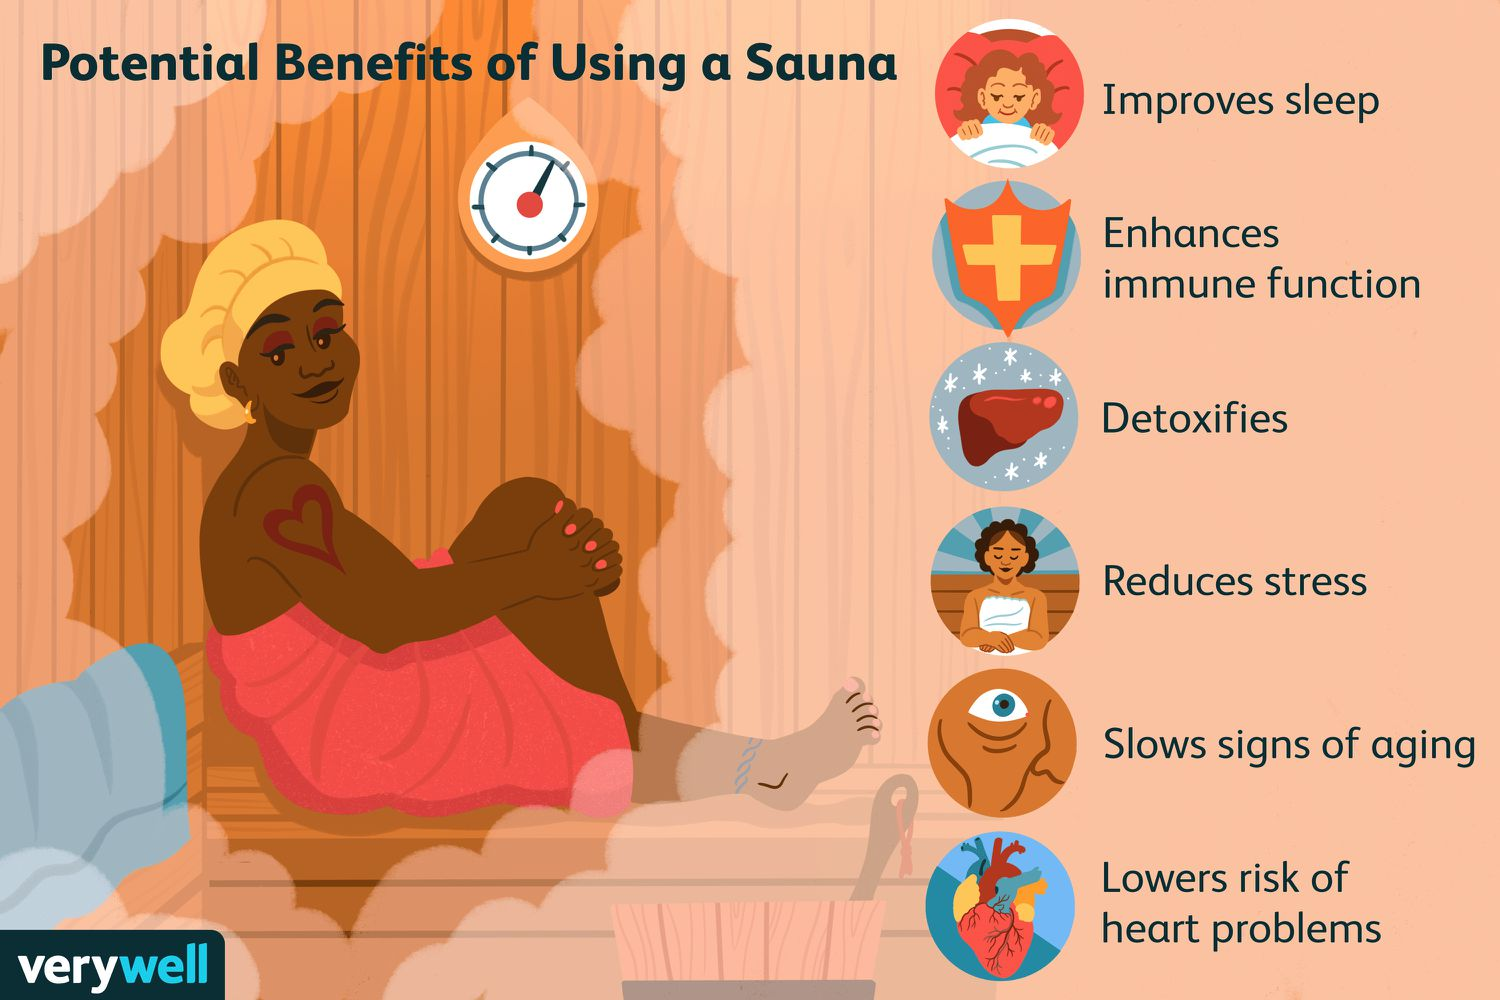 Potential Benefits of Using a Sauna
Improves sleep
Enhances
immune function
Detoxifies
Reduces stress
Slows signs of aging
Lowers risk of
heart problems
verywell